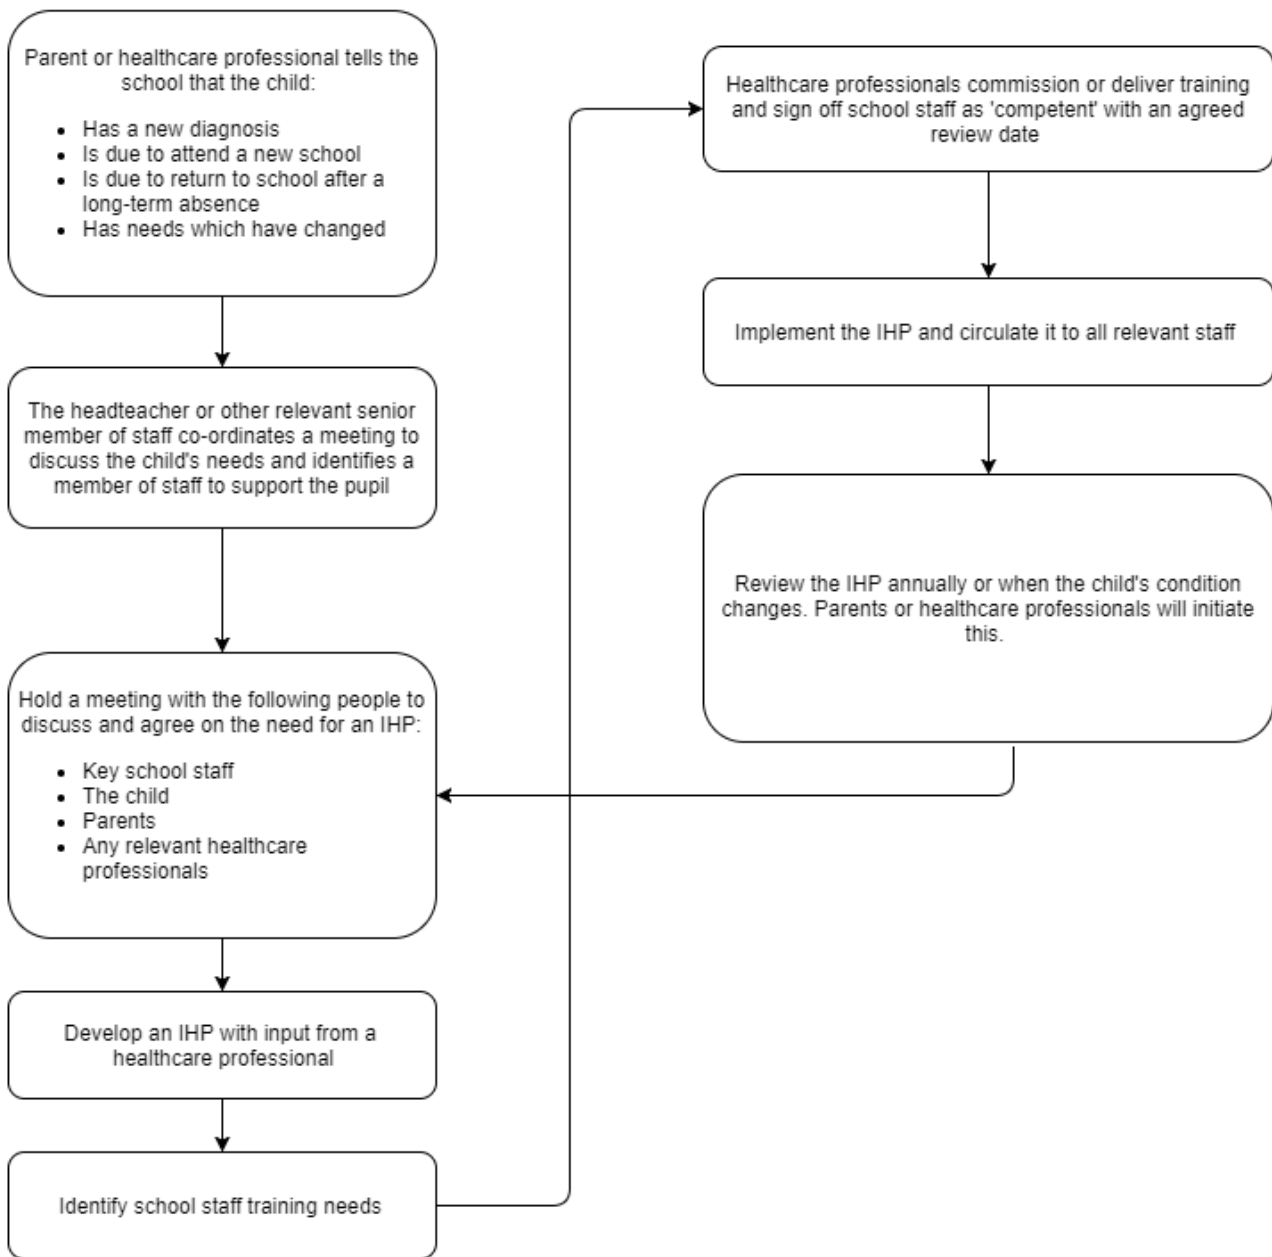 Parent or healthcare professional tells the
school that the child:
• Has a new diagnosis
• Is due to attend a new school
• Is due to return to school after a
long-term absence
• Has needs which have changed
The headteacher or other relevant senior
member of staff co-ordinates a meeting to
discuss the child's needs and identifies a
member of staff to support the pupil
Hold a meeting with the following people to
discuss and agree on the need for an IHP:
• Key school staff
• The child
• Parents
• Any relevant healthcare
professionals
Develop an IHP with input from a
healthcare professional
Identify school staff training needs
Healthcare professionals commission or deliver training
and sign off school staff as 'competent' with an agreed
review date
Implement the IHP and circulate it to all relevant staff
Review the IHP annually or when the child's condition
changes. Parents or healthcare professionals will initiate
this.